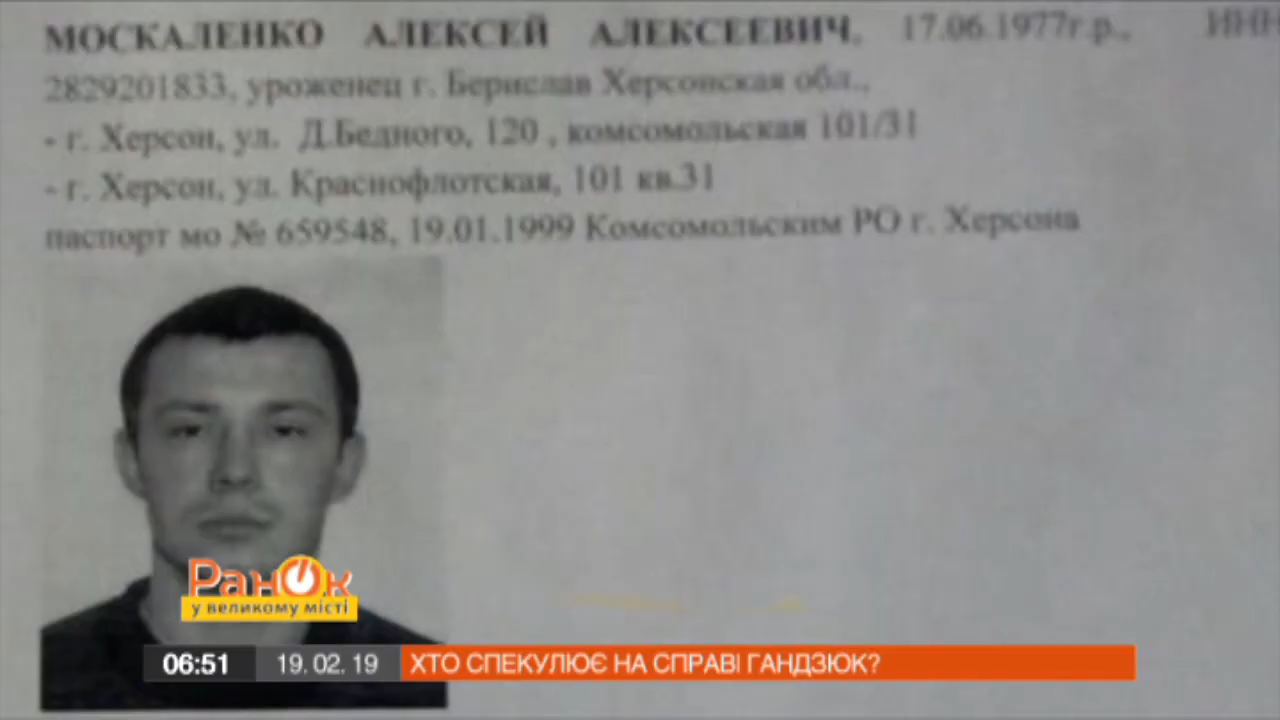 МОСКАЛЕНКО АЛЕКСЕЙ АЛЕКСЕЕВИЧ, 17.06.1977г.р., ИНН
2829201833, уроженец г. Берислав Херсонская обл.,
- г. Херсон, ул. Д.Бедного, 120 , комсомольская 101/31
- г. Херсон, ул. Краснофлотская, 101 кв.31
паспорт мо № 659548, 19.01.1999 Комсомольским РО г. Херсона
РанОк
у великому місті
06:51 19. 02. 19 ХТО СПЕКУЛЮЄ НА СПРАВІ ГАНДЗЮК?